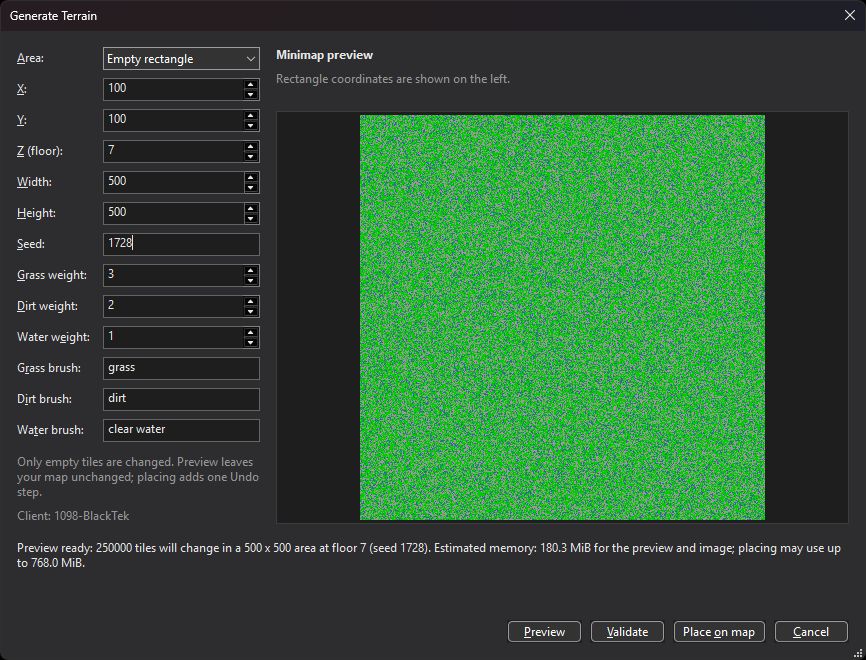 Generate Terrain
Area: Empty rectangle
X: 100
Y: 100
Z (floor): 7
Width: 500
Height: 500
Seed: 1728
Grass weight: 3
Dirt weight: 2
Water weight: 1
Grass brush: grass
Dirt brush: dirt
Water brush: clear water
Only empty tiles are changed. Preview leaves
your map unchanged; placing adds one Undo
step.
Client: 1098-BlackTek
Minimap preview
Rectangle coordinates are shown on the left.
Preview ready: 250000 tiles will change in a 500 x 500 area at floor 7 (seed 1728). Estimated memory: 180.3 MiB for the preview and image; placing may use up
to 768.0 MiB.
Preview Validate Place on map Cancel